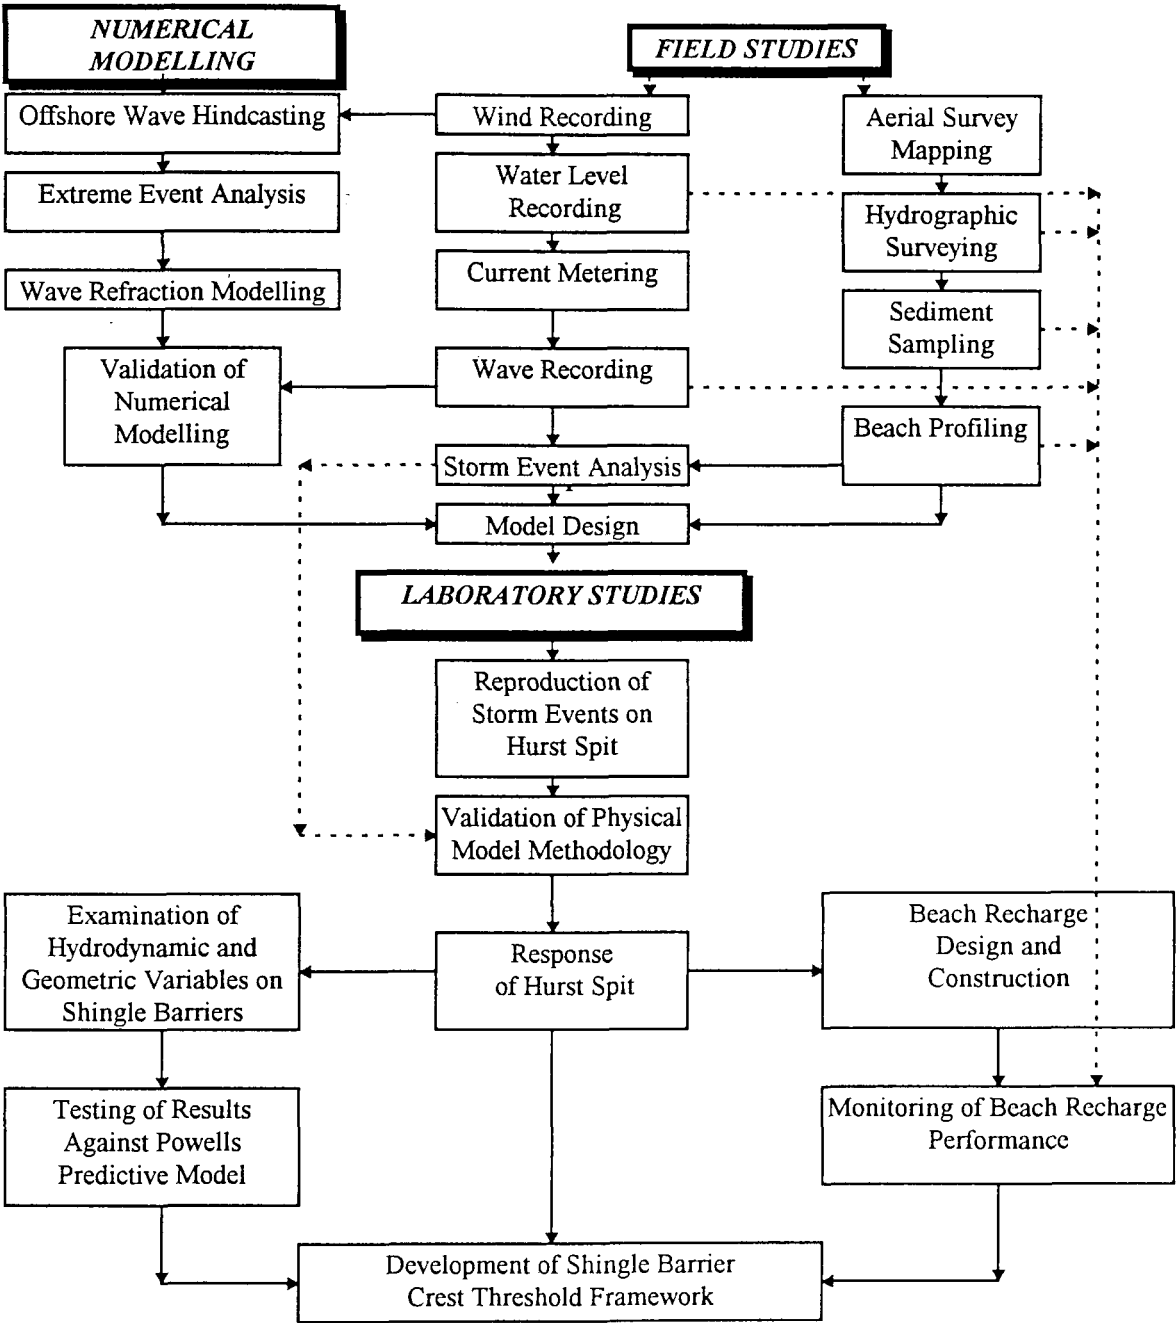 NUMERICAL
MODELLING
FIELD STUDIES
Offshore Wave Hindcasting
Wind Recording
Aerial Survey
Mapping
Extreme Event Analysis
Water Level
Recording
Hydrographic
Surveying
Wave Refraction Modelling
Current Metering
Sediment
Sampling
Validation of
Numerical
Modelling
Wave Recording
Beach Profiling
Storm Event Analysis
Model Design
LABORATORY STUDIES
Reproduction of
Storm Events on
Hurst Spit
Validation of Physical
Model Methodology
Examination of
Hydrodynamic and
Geometric Variables on
Shingle Barriers
Response
of Hurst Spit
Beach Recharge
Design and
Construction
Testing of Results
Against Powells
Predictive Model
Monitoring of Beach Recharge
Performance
Development of Shingle Barrier
Crest Threshold Framework